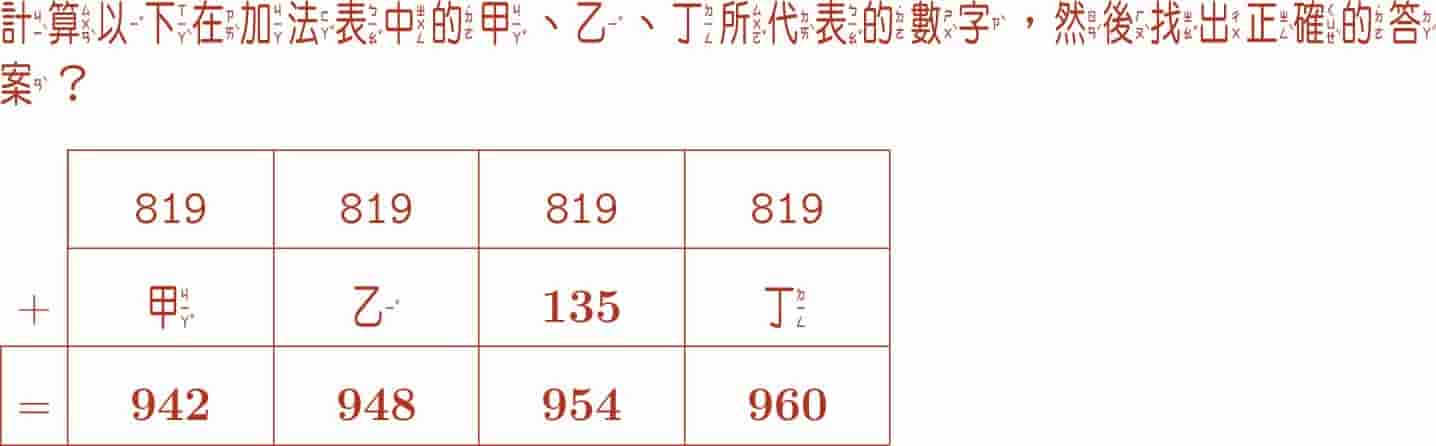 計算以下在加法表中的甲、乙、丁所代表的數字，然後找出正確的答
案？
819 819 819 819
+ 甲 乙 135 丁
= 942 948 954 960